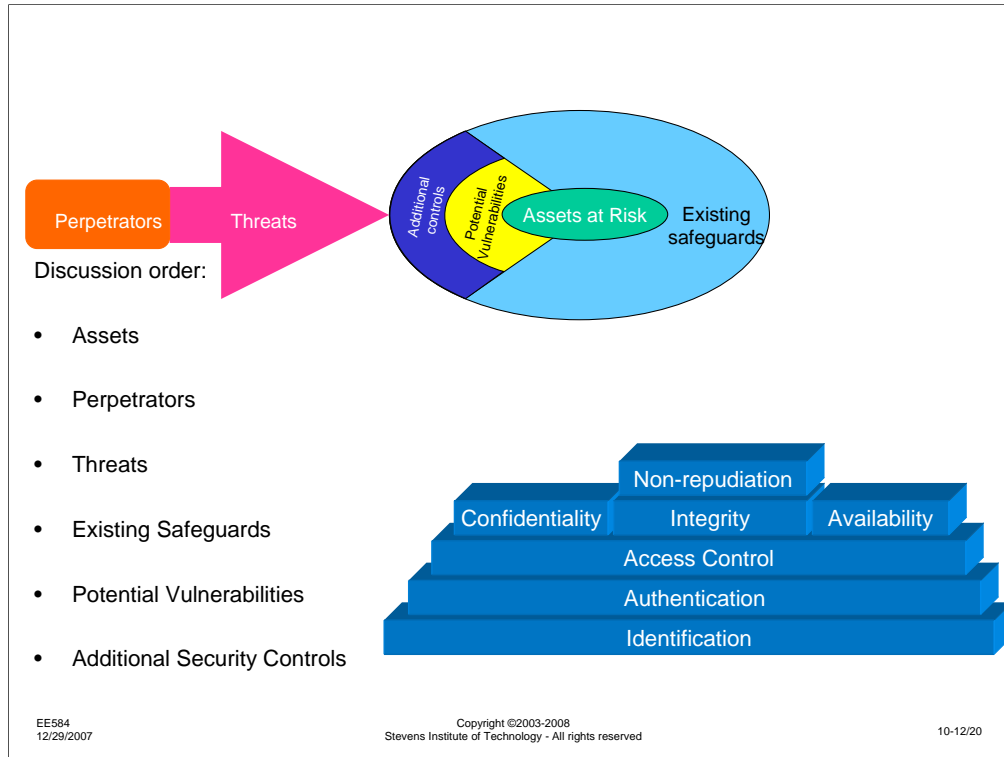 Perpetrators
Threats
Additional
controls
Potential
Vulnerabilities
Assets at Risk
Existing
safeguards
Discussion order:
• Assets
• Perpetrators
• Threats
• Existing Safeguards
• Potential Vulnerabilities
• Additional Security Controls
Non-repudiation
Confidentiality
Integrity
Availability
Access Control
Authentication
Identification
EE584
12/29/2007
Copyright ©2003-2008
Stevens Institute of Technology - All rights reserved
10-12/20